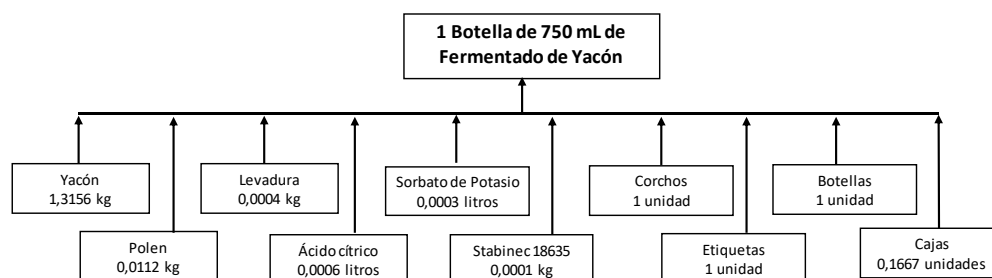 1 Botella de 750 mL de
Fermentado de Yacón
Yacón
1,3156 kg
Levadura
0,0004 kg
Sorbato de Potasio
0,0003 litros
Corchos
1 unidad
Botellas
1 unidad
Polen
0,0112 kg
Ácido cítrico
0,0006 litros
Stabinec 18635
0,0001 kg
Etiquetas
1 unidad
Cajas
0,1667 unidades